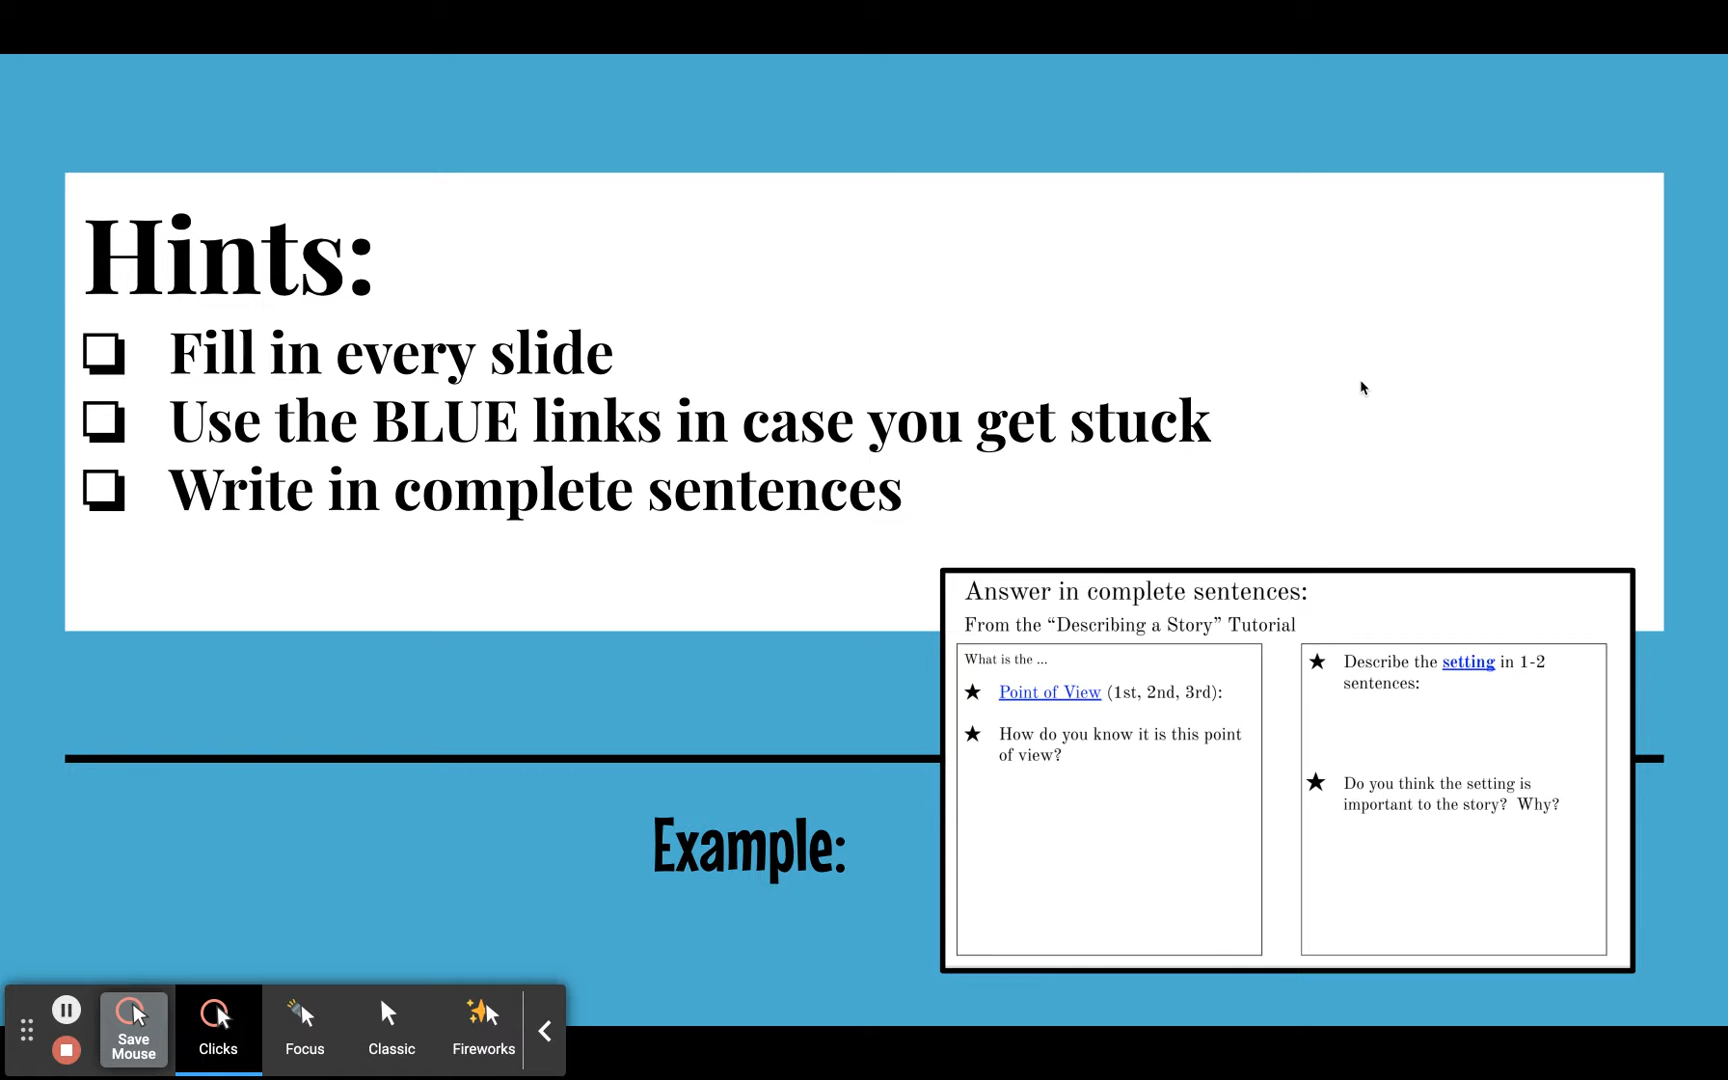 Hints:
Fill in every slide
Use the BLUE links in case you get stuck
Write in complete sentences
Answer in complete sentences:
From the “Describing a Story” Tutorial
What is the ...
Point of View (1st, 2nd, 3rd):
How do you know it is this point
of view?
Describe the setting in 1-2
sentences:
Do you think the setting is
important to the story? Why?
Example:
Save
Mouse
Clicks
Focus
Classic
Fireworks